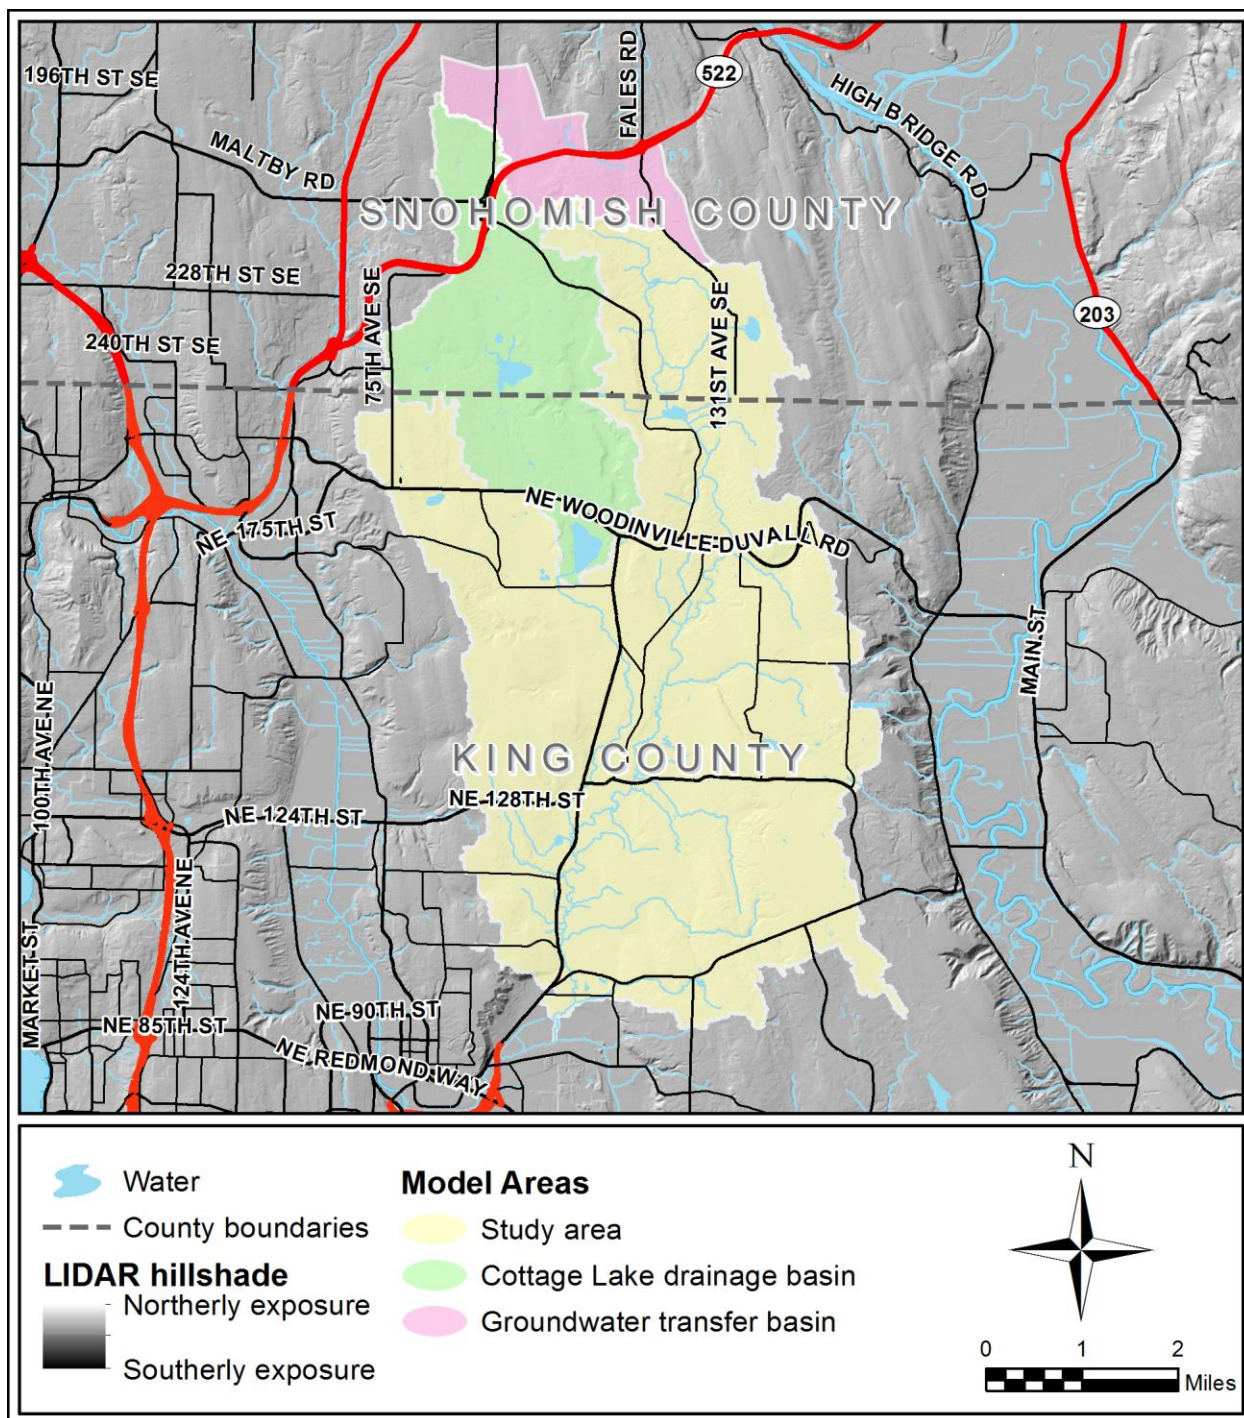 196TH ST SE
MALTBY RD
FALES RD
522
HIGH BRIDGE RD
SNOHOMISH COUNTY
228TH ST SE
75TH AVE SE
131ST AVE SE
203
240TH ST SE
NE WOODINVILLE-DUVALL RD
NE 175TH ST
MAIN ST
100TH AVE NE
KING COUNTY
NE 128TH ST
NE 124TH ST
124TH AVE NE
MARKET ST
NE 90TH ST
NE 85TH ST
NE REDMOND WAY
Water
County boundaries
LIDAR hillshade
Northerly exposure
Southerly exposure
Model Areas
Study area
Cottage Lake drainage basin
Groundwater transfer basin
N
0 1 2
Miles